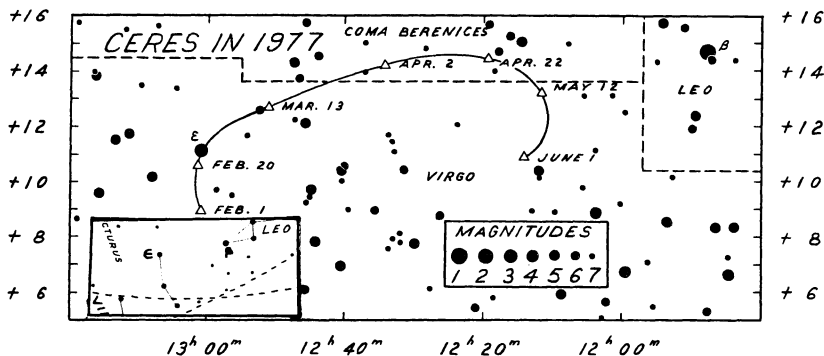 + 16
+ 16
CERES IN 1977
COMA BERENICES
+ 14
APR. 2
APR. 22
β
+ 14
MAY 12
LEO
MAR. 13
+ 12
+ 12
ε
JUNE 1
FEB. 20
+ 10
VIRGO
+ 10
FEB. 1
CTURUS
LEO
MAGNITUDES
+ 8
ε
β
+ 8
1 2 3 4 5 6 7
+ 6
+ 6
13ʰ 00ᵐ
12ʰ 40ᵐ
12ʰ 20ᵐ
12ʰ 00ᵐ